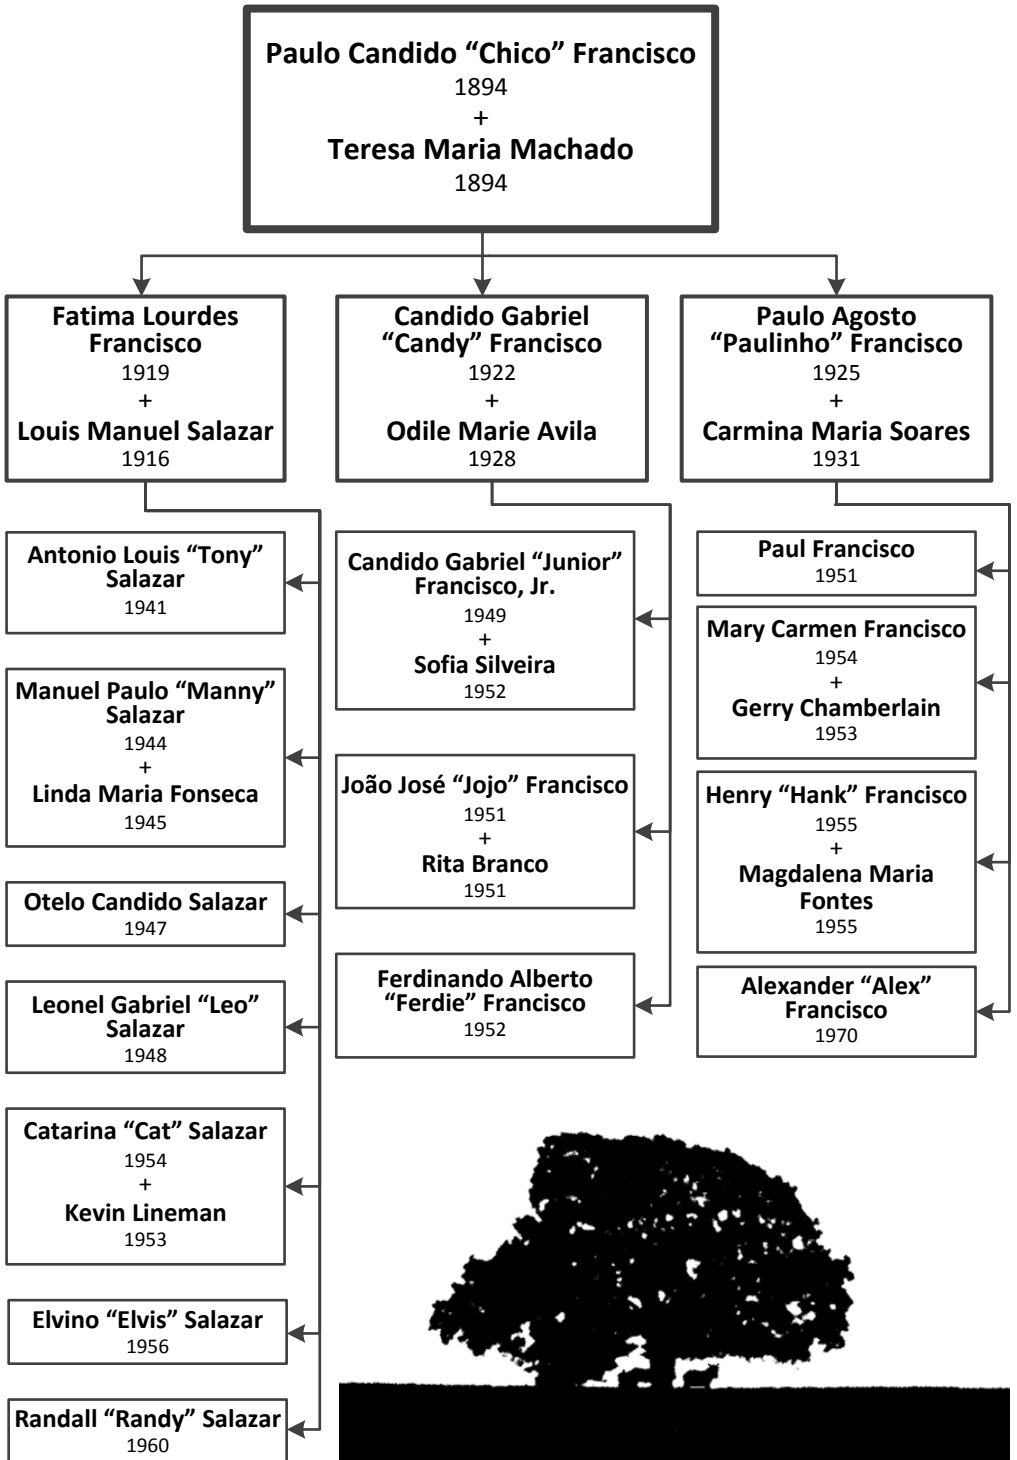 Paulo Candido “Chico” Francisco
1894
+
Teresa Maria Machado
1894
Fatima Lourdes
Francisco
1919
+
Louis Manuel Salazar
1916
Candido Gabriel
“Candy” Francisco
1922
+
Odile Marie Avila
1928
Paulo Agosto
“Paulinho” Francisco
1925
+
Carmina Maria Soares
1931
Antonio Louis “Tony”
Salazar
1941
Manuel Paulo “Manny”
Salazar
1944
+
Linda Maria Fonseca
1945
Otelo Candido Salazar
1947
Leonel Gabriel “Leo”
Salazar
1948
Catarina “Cat” Salazar
1954
+
Kevin Lineman
1953
Elvino “Elvis” Salazar
1956
Randall “Randy” Salazar
1960
Candido Gabriel “Junior”
Francisco, Jr.
1949
+
Sofia Silveira
1952
João José “Jojo” Francisco
1951
+
Rita Branco
1951
Ferdinando Alberto
“Ferdie” Francisco
1952
Paul Francisco
1951
Mary Carmen Francisco
1954
+
Gerry Chamberlain
1953
Henry “Hank” Francisco
1955
+
Magdalena Maria
Fontes
1955
Alexander “Alex”
Francisco
1970